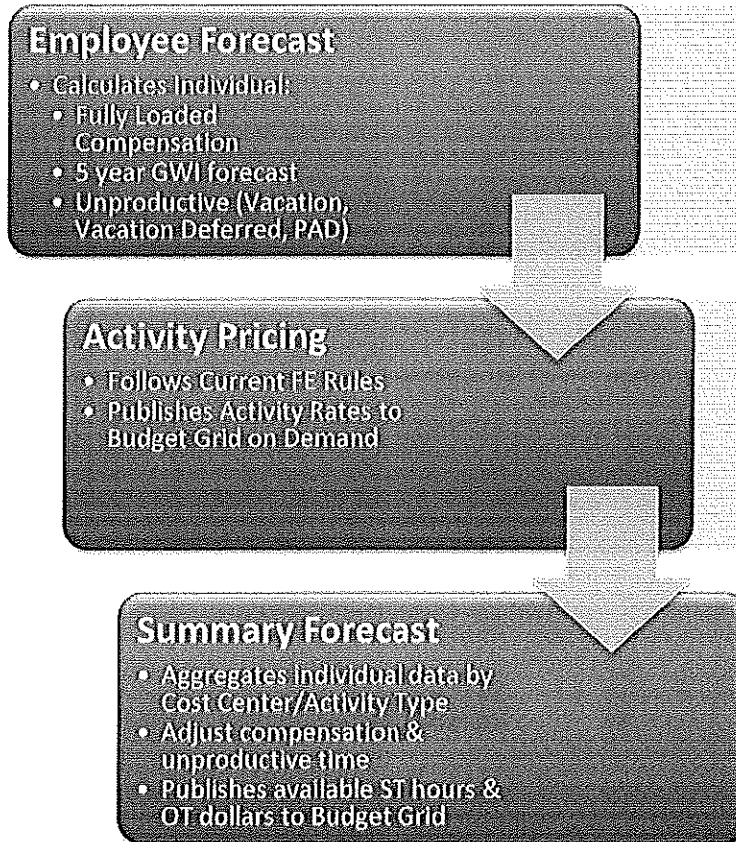 Employee Forecast
• Calculates Individual:
• Fully Loaded
Compensation
• 5 year GWI forecast
• Unproductive (Vacation,
Vacation Deferred, PAD)
Activity Pricing
• Follows Current FE Rules
• Publishes Activity Rates to
Budget Grid on Demand
Summary Forecast
• Aggregates individual data by
Cost Center/Activity Type
• Adjust compensation &
unproductive time
• Publishes available ST hours &
OT dollars to Budget Grid